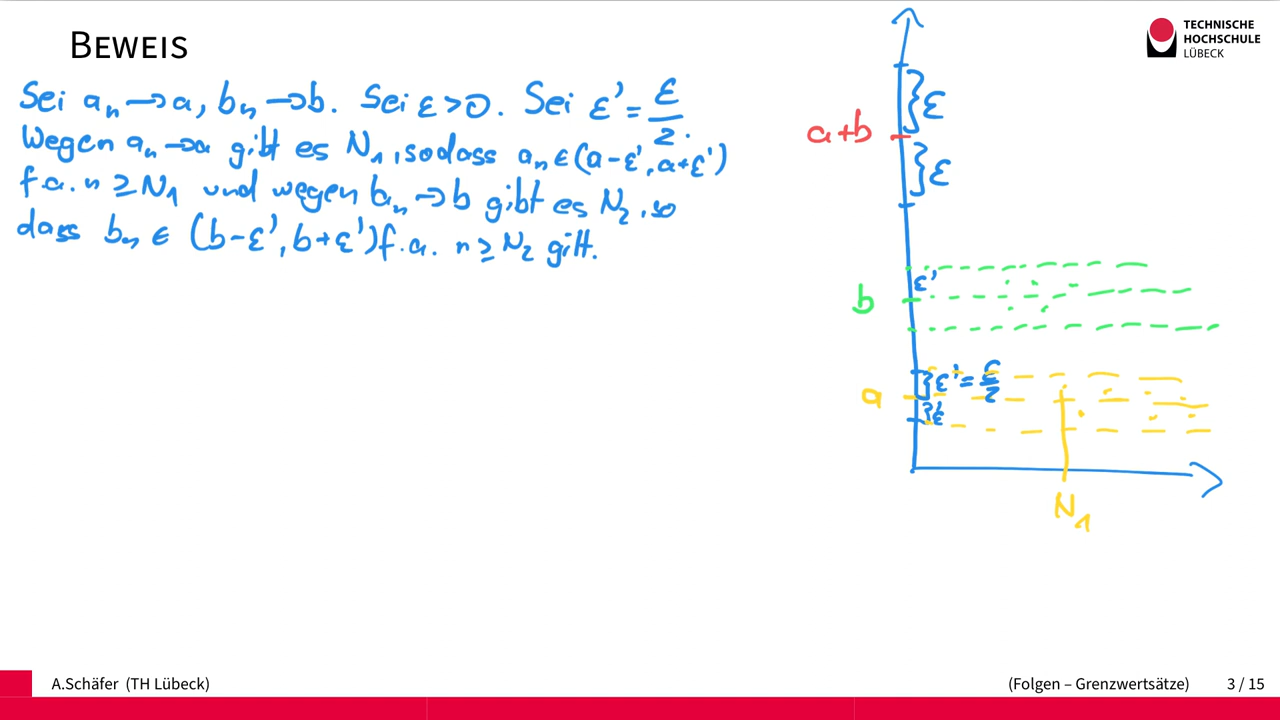 BEWEIS
TECHNISCHE
HOCHSCHULE
LÜBECK
Sei aₙ → a, bₙ → b. Sei ε > 0. Sei ε' = ε/2.
Wegen aₙ → a gibt es N₁, sodass aₙ ∈ (a-ε', a+ε')
f.a. n ≥ N₁ und wegen bₙ → b gibt es N₂, so
dass bₙ ∈ (b-ε', b+ε') f.a. n ≥ N₂ gilt.
}ε
a+b
}ε
ε'
b
}ε' = ε/2
a
N₁
A.Schäfer (TH Lübeck)
(Folgen – Grenzwertsätze)
3 / 15